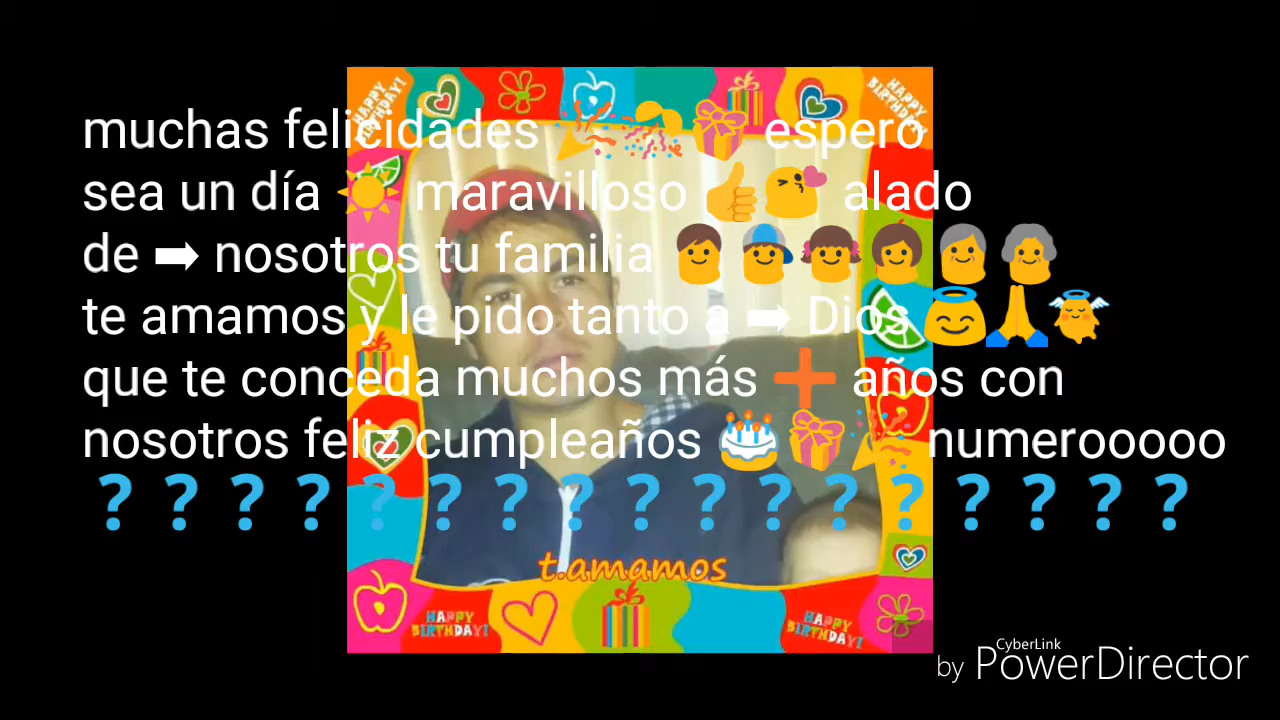 muchas felicidades 🎉🎊🎁 espero
sea un día ☀ maravilloso 👍😘 alado
de ➡ nosotros tu familia 👦👲👧👩👴👵
te amamos y le pido tanto a ➡ Dios 😇🙏👼
que te conceda muchos más ➕ años con
nosotros feliz cumpleaños 🎂🎁🎉 numerooooo
❓❓❓❓❓❓❓❓❓❓❓❓❓❓❓❓❓
HAPPY BIRTHDAY!
HAPPY BIRTHDAY!
t.amamos
HAPPY BIRTHDAY!
HAPPY BIRTHDAY!
by CyberLink PowerDirector